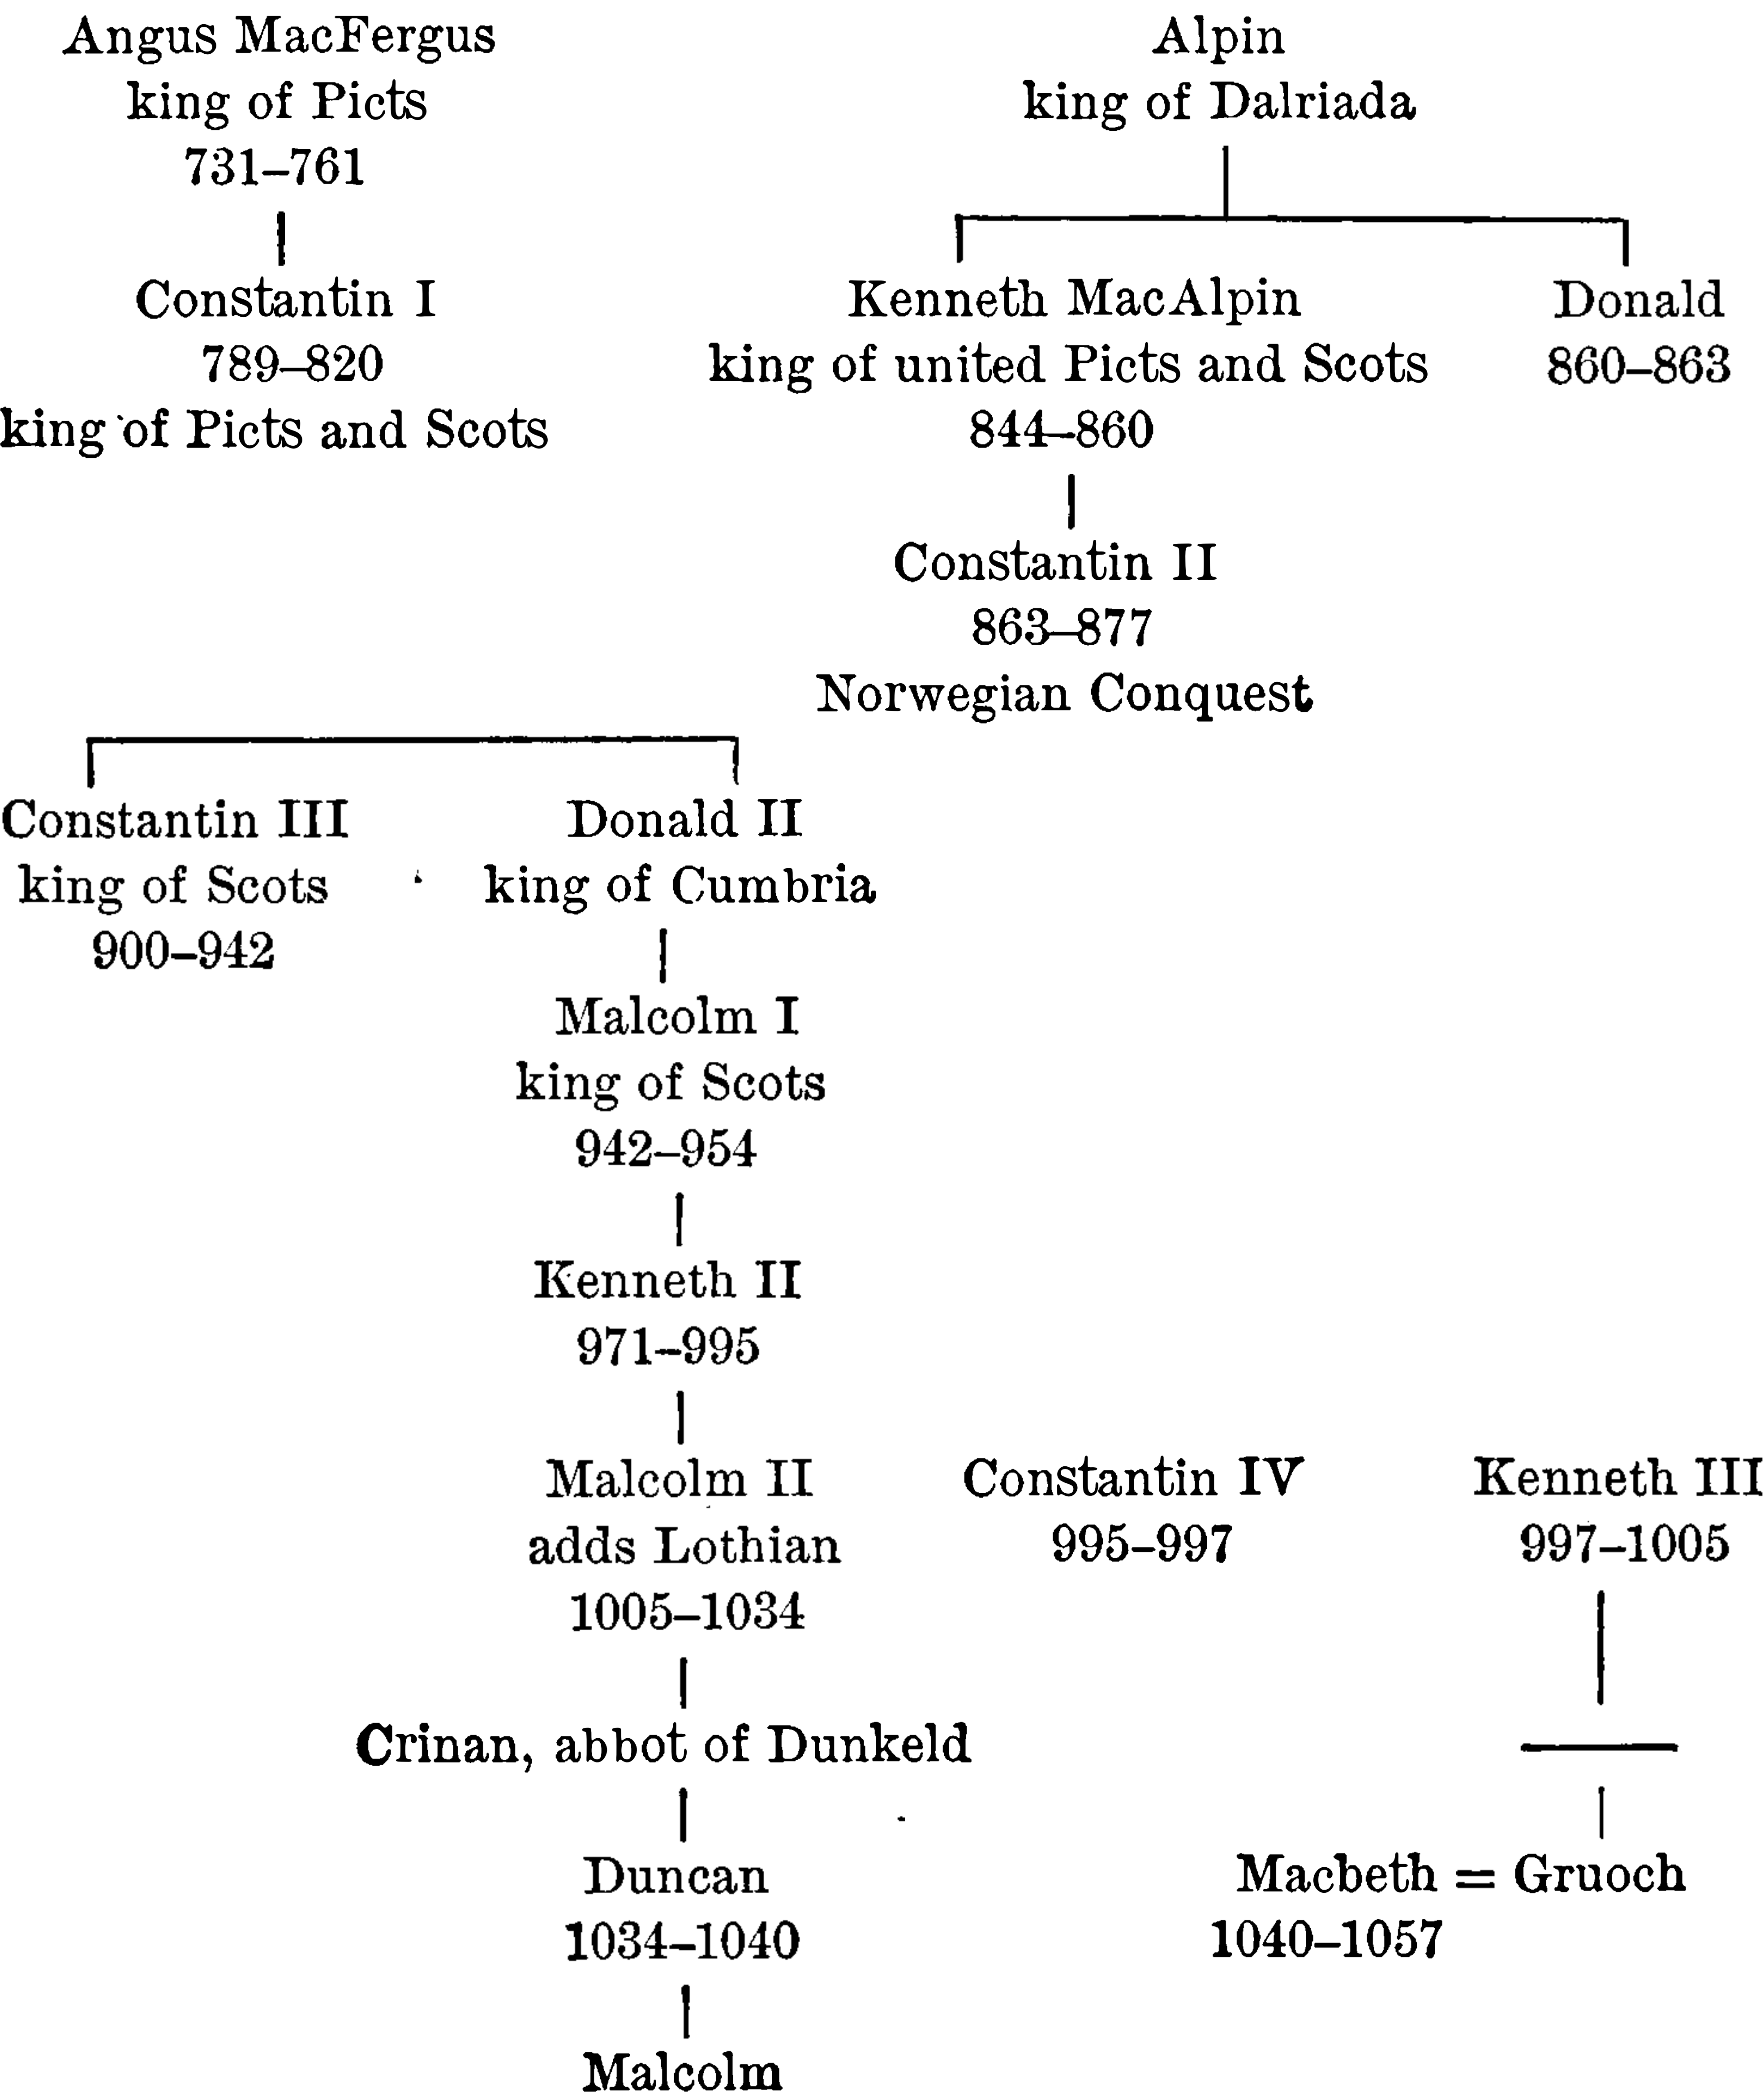 Angus MacFergus
king of Picts
731–761
Alpin
king of Dalriada
Constantin I
789–820
king of Picts and Scots
Kenneth MacAlpin
king of united Picts and Scots
844–860
Donald
860–863
Constantin II
863–877
Norwegian Conquest
Constantin III
king of Scots
900–942
Donald II
king of Cumbria
Malcolm I
king of Scots
942–954
Kenneth II
971–995
Malcolm II
adds Lothian
1005–1034
Constantin IV
995–997
Kenneth III
997–1005
Crinan, abbot of Dunkeld
Duncan
1034–1040
Macbeth = Gruoch
1040–1057
Malcolm